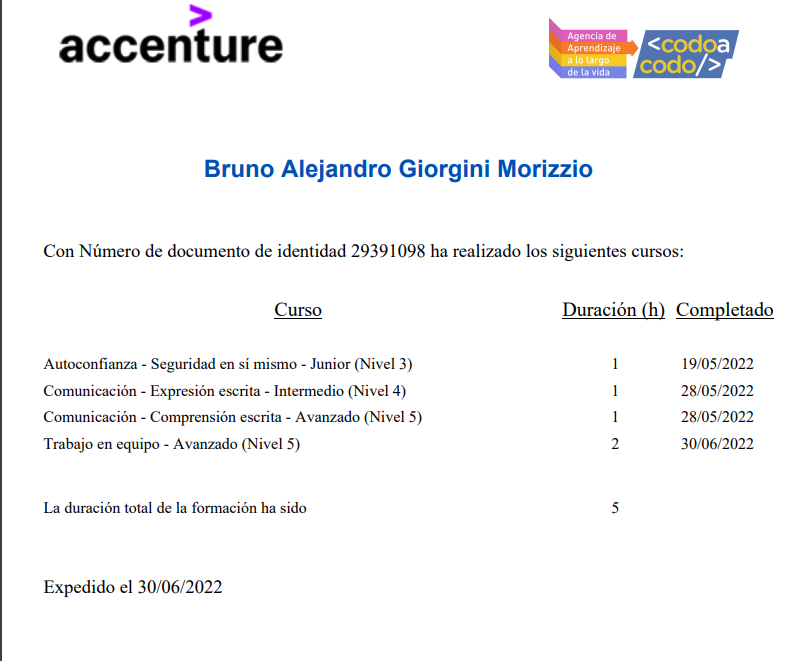 accenture
Agencia de
Aprendizaje
a lo largo
de la vida
<codoa
codo/>
Bruno Alejandro Giorgini Morizzio
Con Número de documento de identidad 29391098 ha realizado los siguientes cursos:
Curso Duración (h) Completado
Autoconfianza - Seguridad en sí mismo - Junior (Nivel 3) 1 19/05/2022
Comunicación - Expresión escrita - Intermedio (Nivel 4) 1 28/05/2022
Comunicación - Comprensión escrita - Avanzado (Nivel 5) 1 28/05/2022
Trabajo en equipo - Avanzado (Nivel 5) 2 30/06/2022
La duración total de la formación ha sido 5
Expedido el 30/06/2022